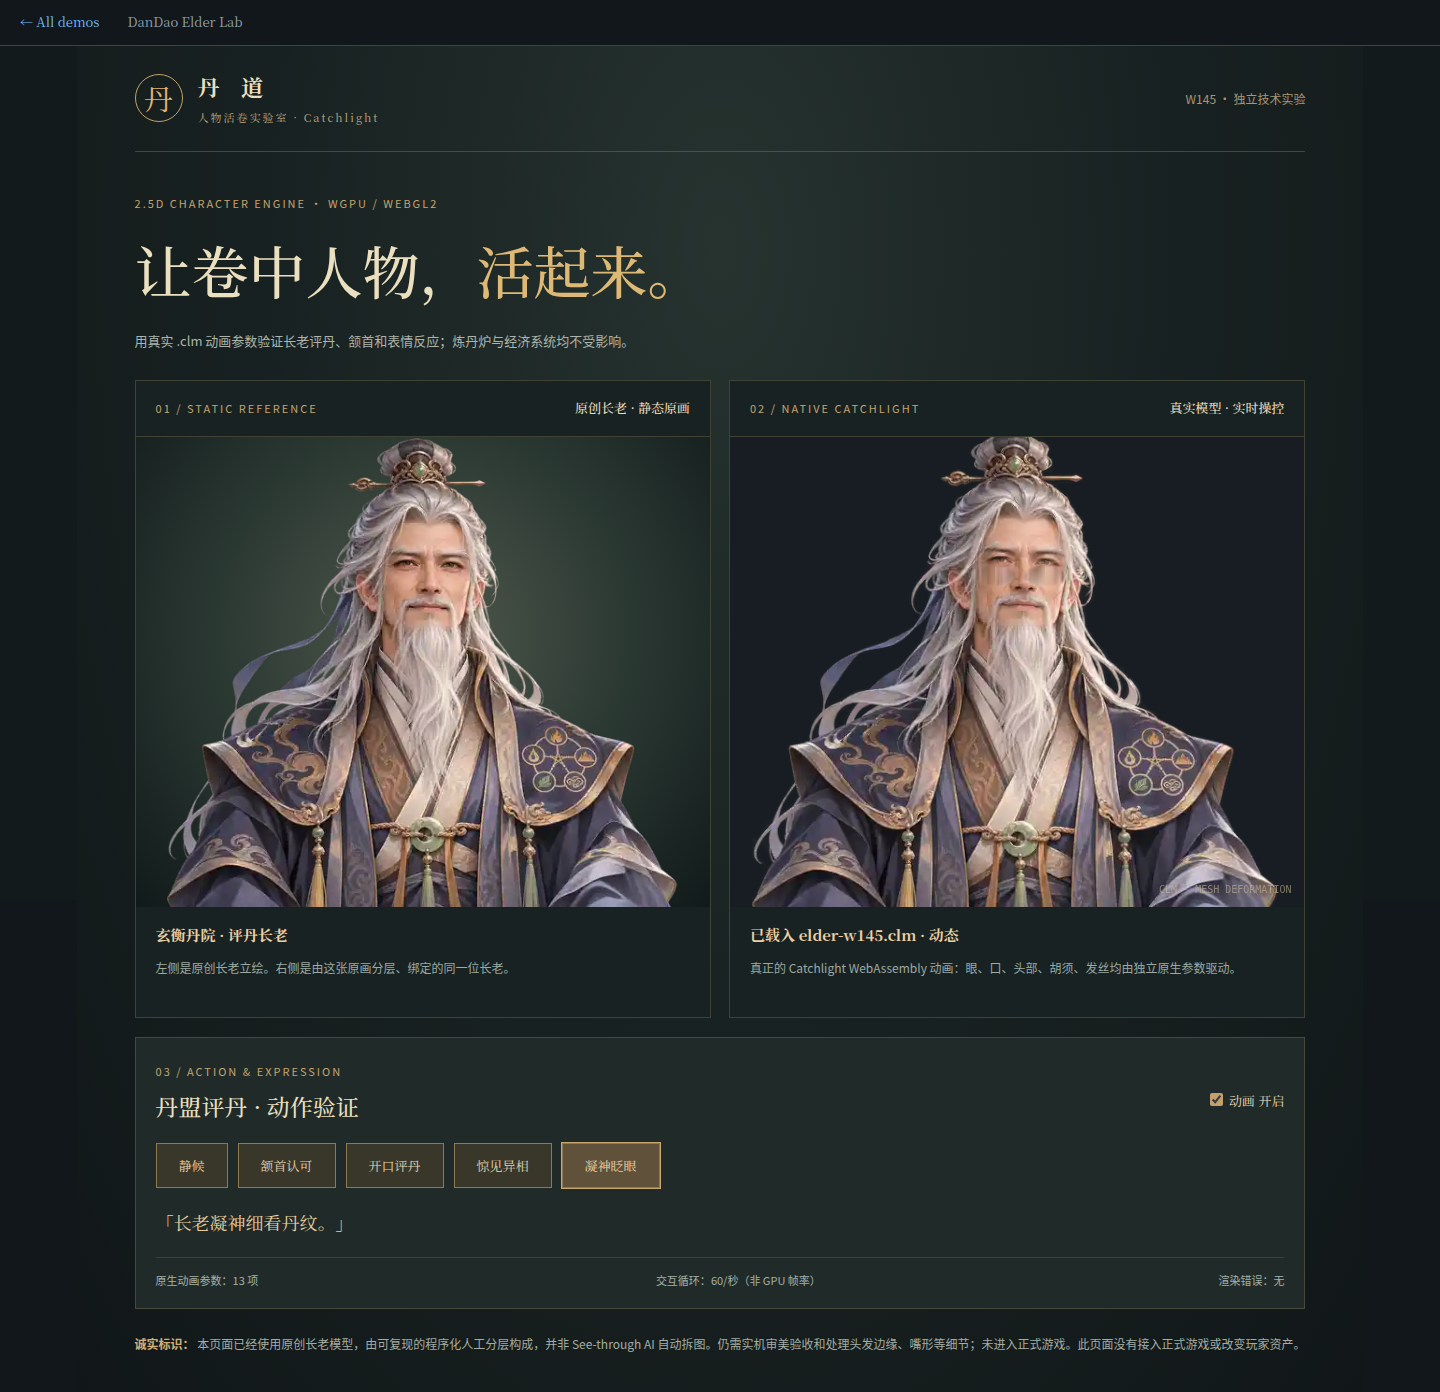 ← All demos DanDao Elder Lab
丹
丹 道
人物活卷实验室 · Catchlight
W145 · 独立技术实验
2.5D CHARACTER ENGINE · WGPU / WEBGL2
让卷中人物，活起来。
用真实 .clm 动画参数验证长老评丹、颔首和表情反应；炼丹炉与经济系统均不受影响。
01 / STATIC REFERENCE 原创长老 · 静态原画
02 / NATIVE CATCHLIGHT 真实模型 · 实时操控
MESH DEFORMATION
玄衡丹院 · 评丹长老
左侧是原创长老立绘。右侧是由这张原画分层、绑定的同一位长老。
已载入 elder-w145.clm · 动态
真正的 Catchlight WebAssembly 动画：眼、口、头部、胡须、发丝均由独立原生参数驱动。
03 / ACTION & EXPRESSION
丹盟评丹 · 动作验证
动画 开启
静候 颔首认可 开口评丹 惊见异相 凝神眨眼
「长老凝神细看丹纹。」
原生动画参数：13 项 交互循环：60/秒（非 GPU 帧率） 渲染错误：无
诚实标识： 本页面已经使用原创长老模型，由可复现的程序化人工分层构成，并非 See-through AI 自动拆图。仍需实机审美验收和处理头发边缘、嘴形等细节；未进入正式游戏。此页面没有接入正式游戏或改变玩家资产。